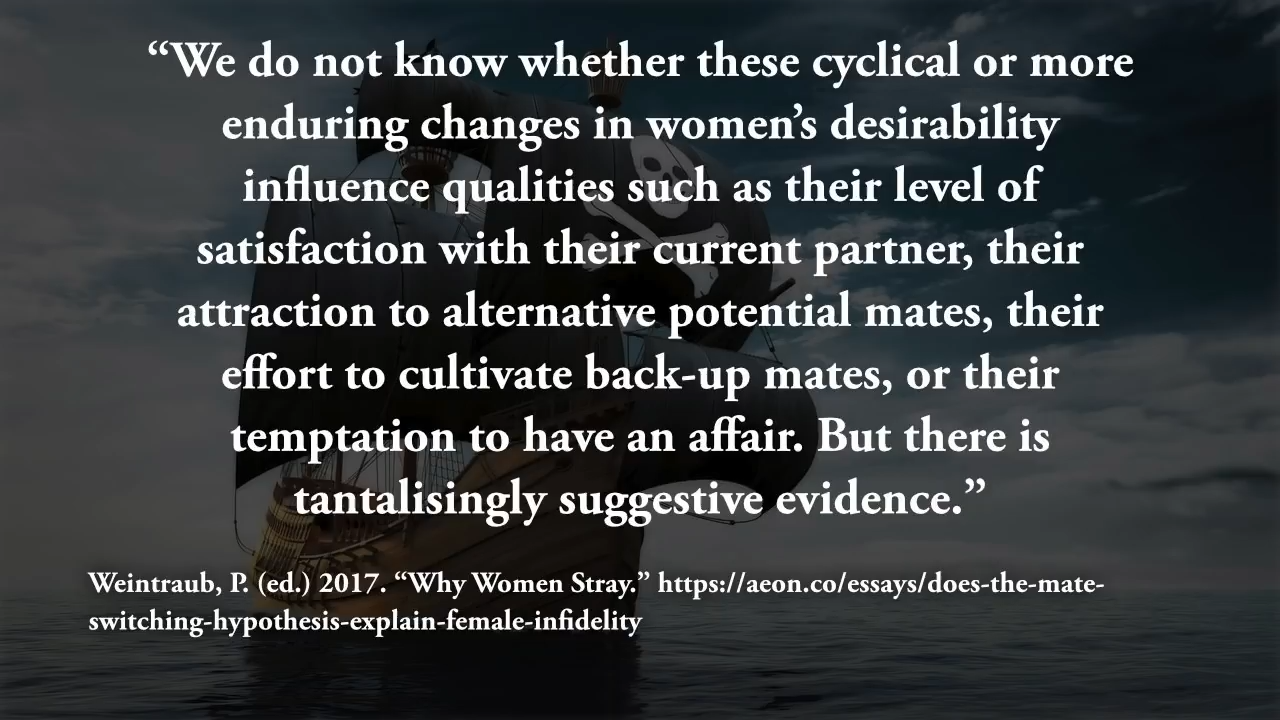 “We do not know whether these cyclical or more
enduring changes in women’s desirability
influence qualities such as their level of
satisfaction with their current partner, their
attraction to alternative potential mates, their
effort to cultivate back-up mates, or their
temptation to have an affair. But there is
tantalisingly suggestive evidence.”
Weintraub, P. (ed.) 2017. “Why Women Stray.” https://aeon.co/essays/does-the-mate-
switching-hypothesis-explain-female-infidelity